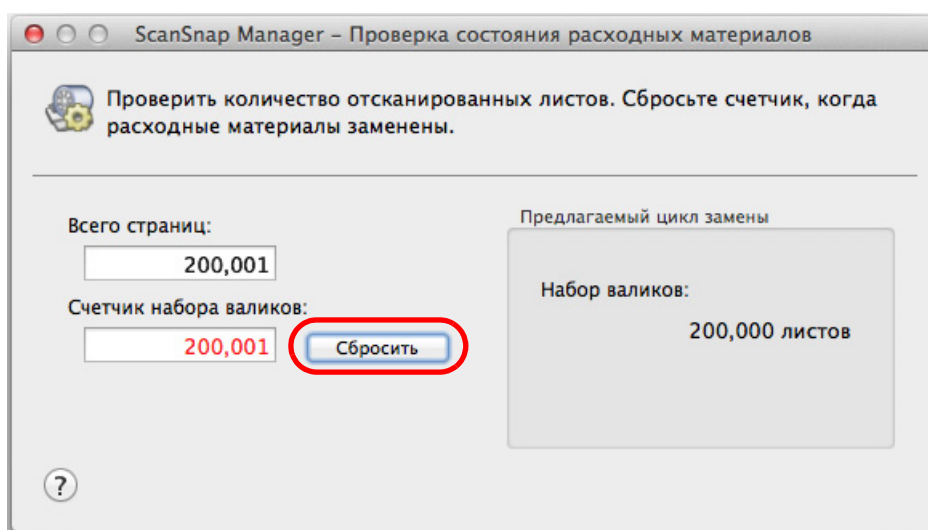 ScanSnap Manager – Проверка состояния расходных материалов
Проверить количество отсканированных листов. Сбросьте счетчик, когда
расходные материалы заменены.
Всего страниц:
200,001
Счетчик набора валиков:
200,001 Сбросить
Предлагаемый цикл замены
Набор валиков:
200,000 листов
?